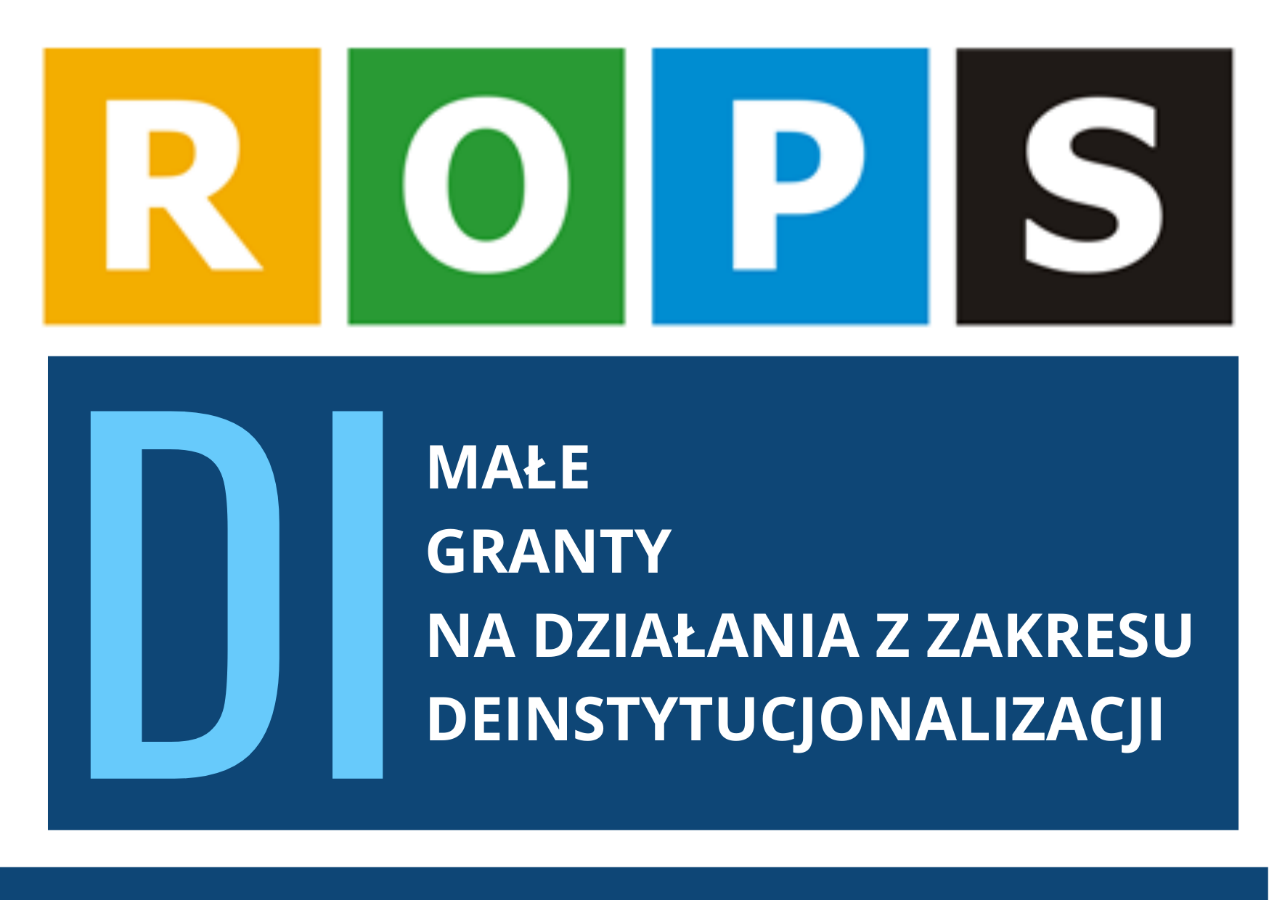 ROPS
DI
MAŁE
GRANTY
NA DZIAŁANIA Z ZAKRESU
DEINSTYTUCJONALIZACJI